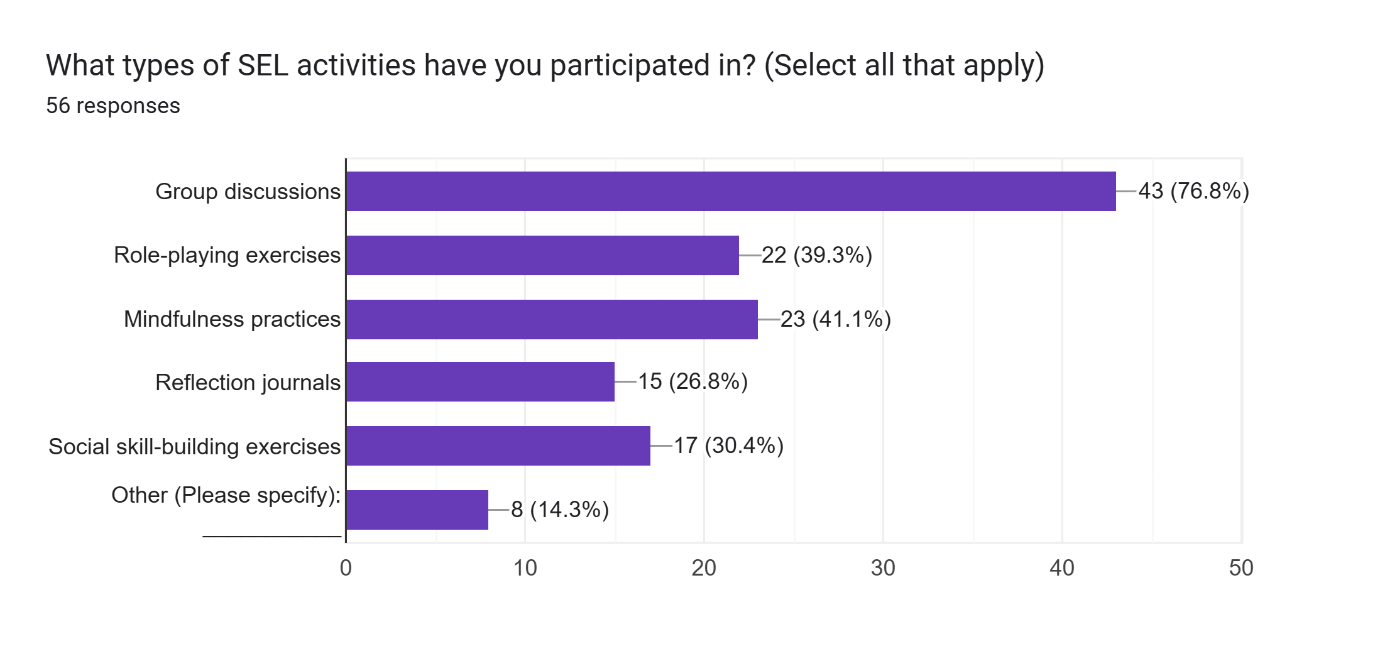 What types of SEL activities have you participated in? (Select all that apply)
56 responses
Group discussions
43 (76.8%)
Role-playing exercises
22 (39.3%)
Mindfulness practices
23 (41.1%)
Reflection journals
15 (26.8%)
Social skill-building exercises
17 (30.4%)
Other (Please specify):
8 (14.3%)
0 10 20 30 40 50